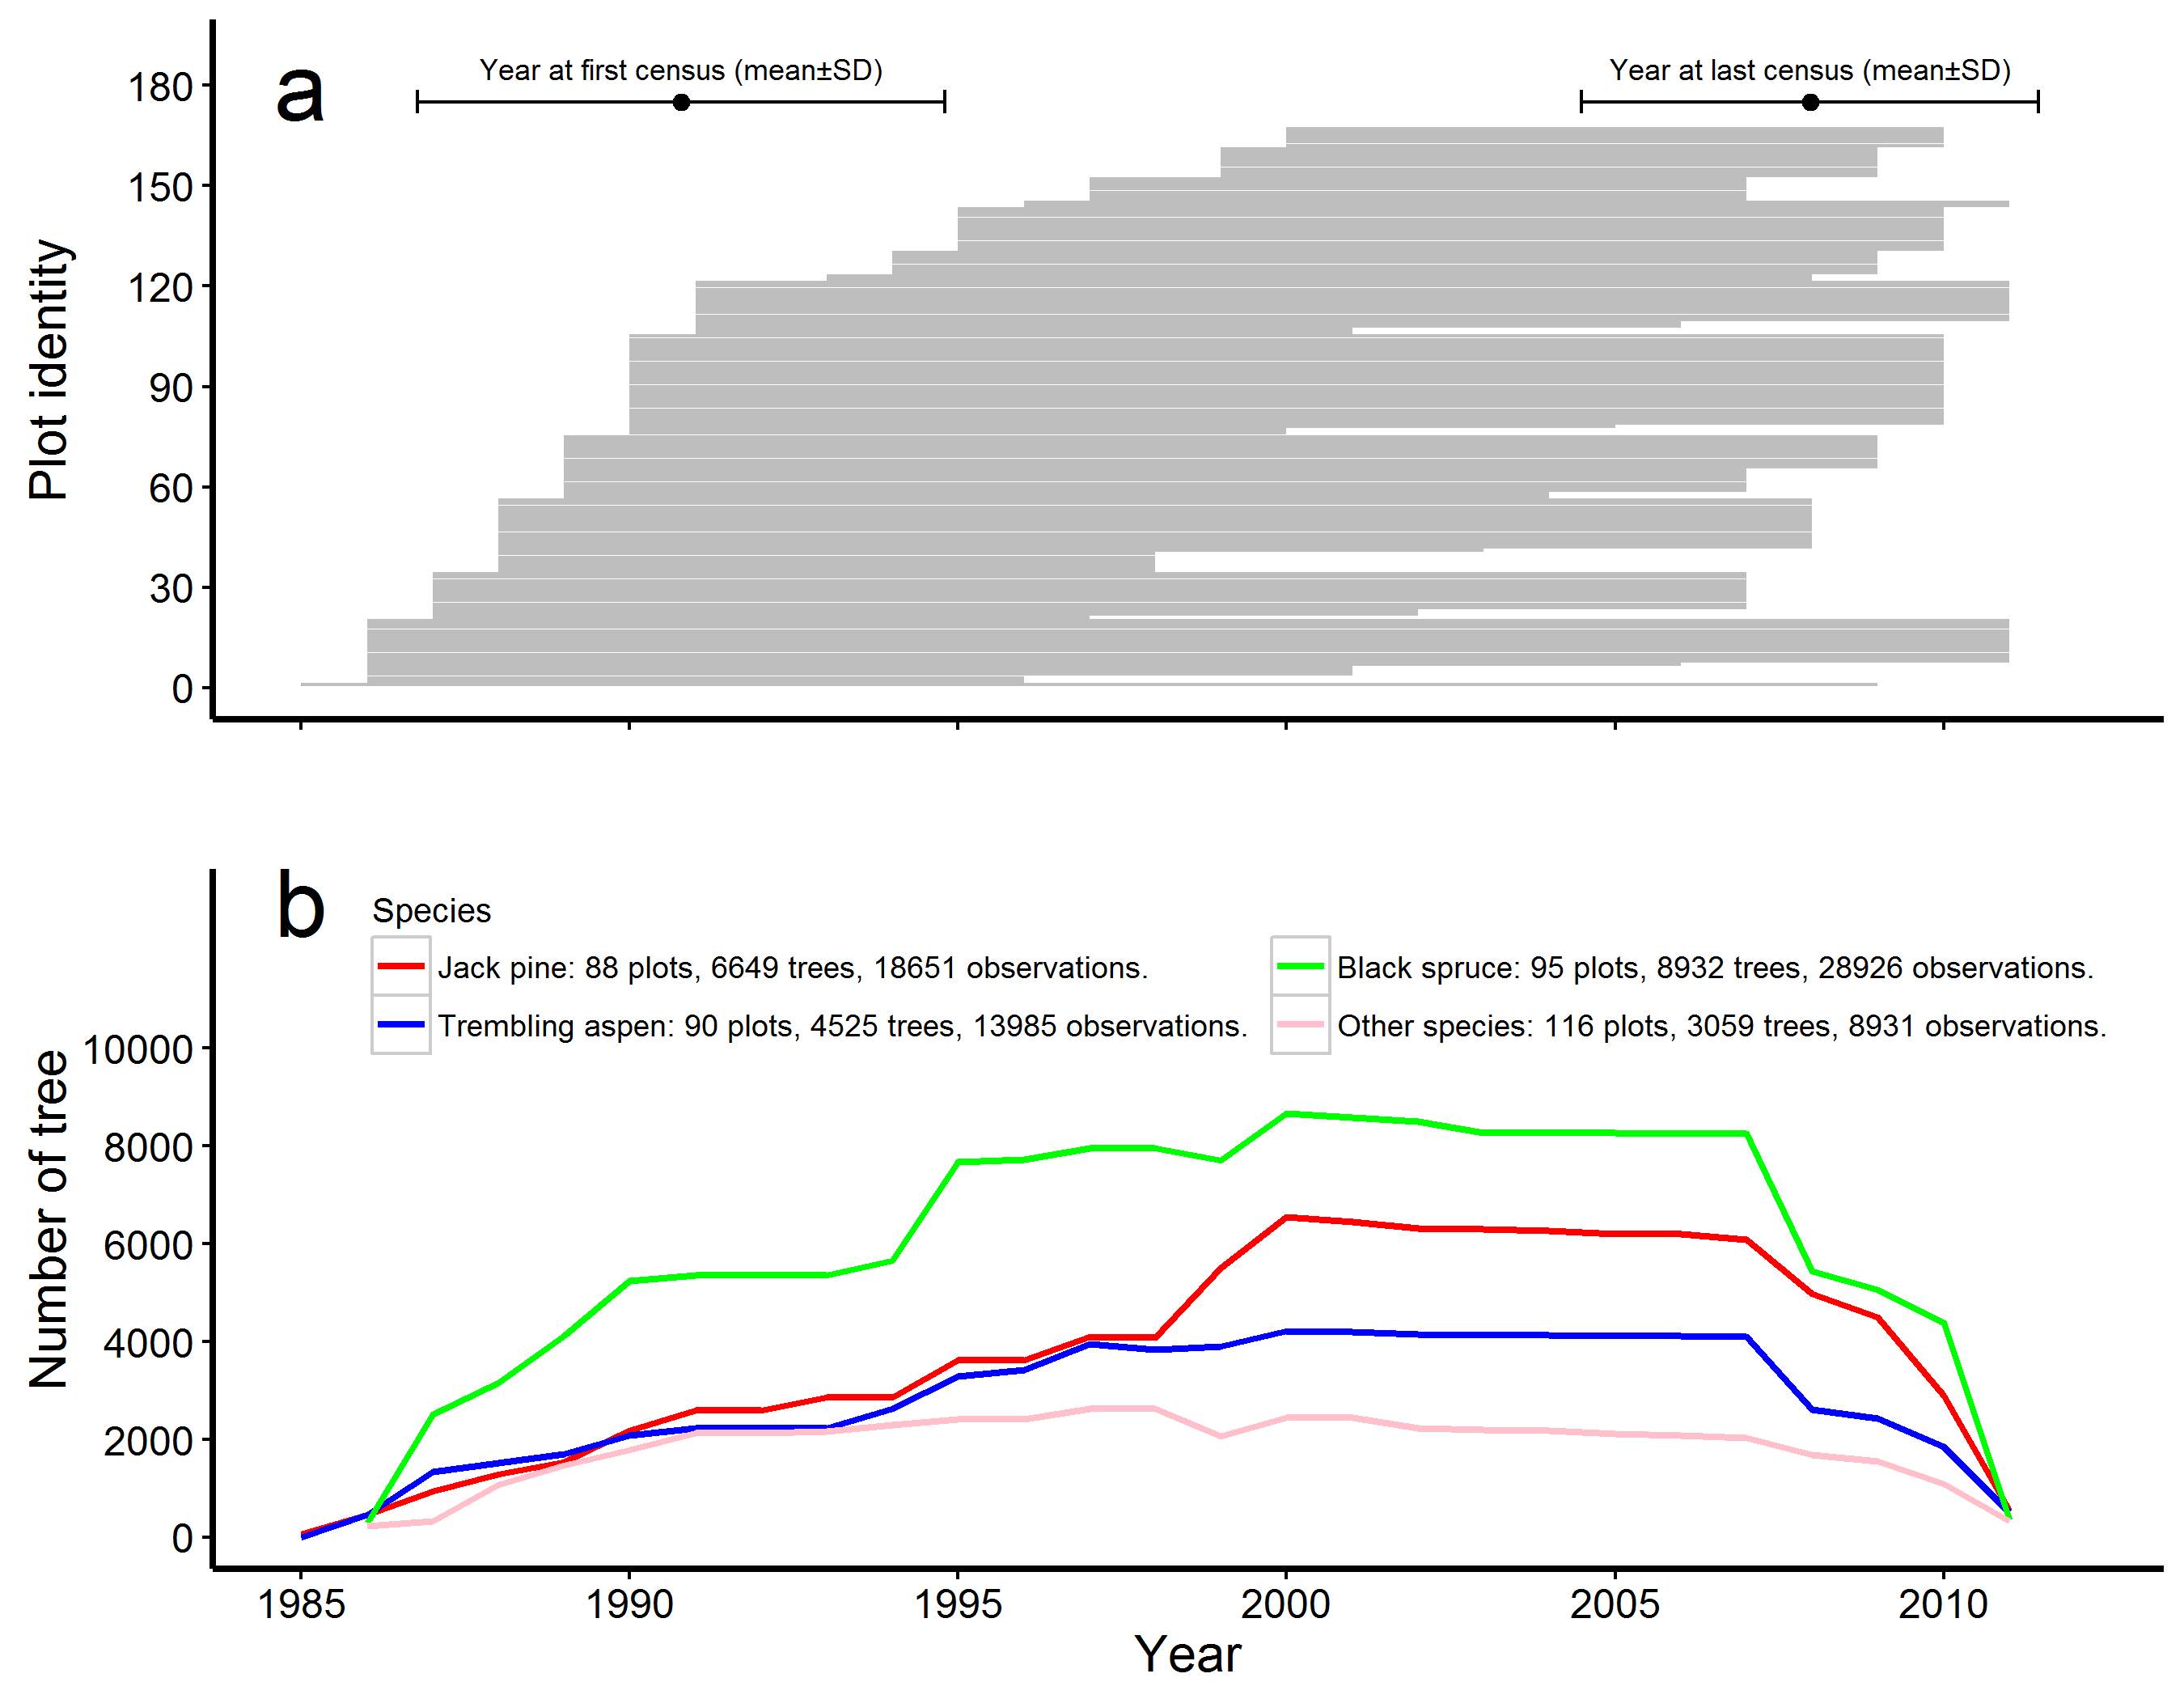 a
Year at first census (mean±SD)
Year at last census (mean±SD)
Plot identity
180
150
120
90
60
30
0
b
Species
Jack pine: 88 plots, 6649 trees, 18651 observations.
Black spruce: 95 plots, 8932 trees, 28926 observations.
Trembling aspen: 90 plots, 4525 trees, 13985 observations.
Other species: 116 plots, 3059 trees, 8931 observations.
Number of tree
10000
8000
6000
4000
2000
0
1985 1990 1995 2000 2005 2010
Year